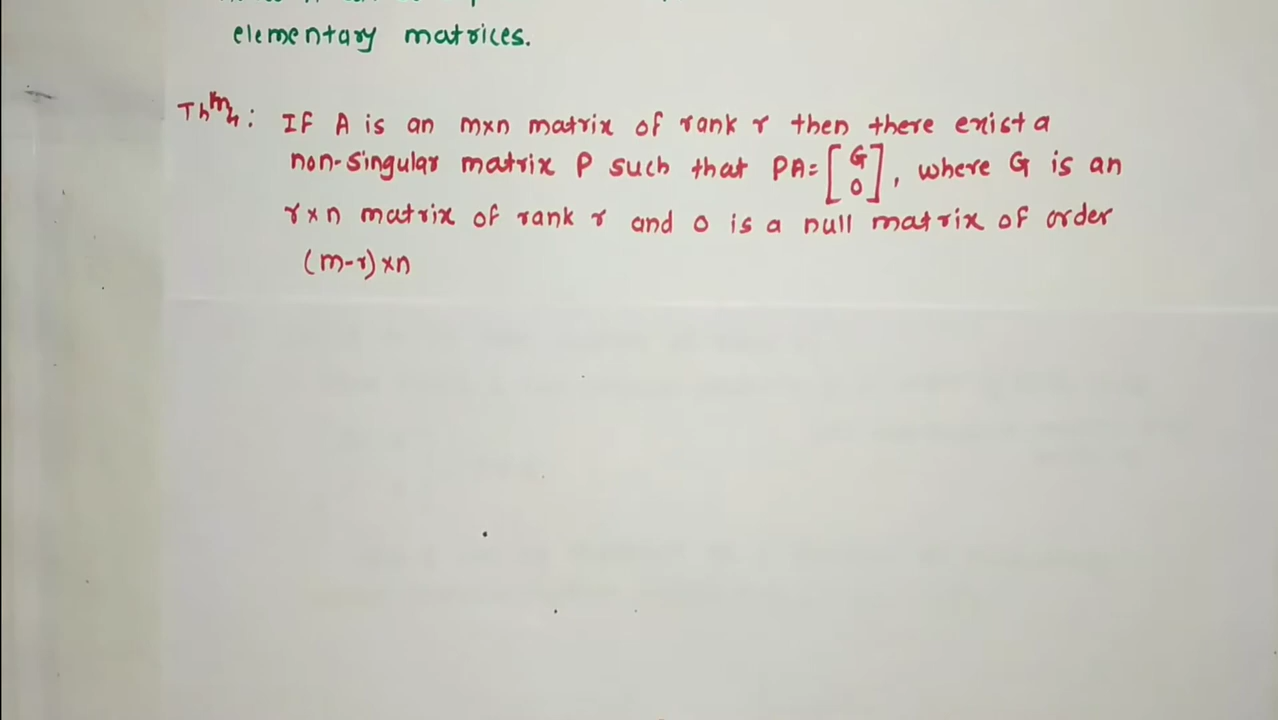 elementary matrices.
Thm: If A is an mxn matrix of rank r then there exist a
non-singular matrix P such that PA= [G 0], where G is an
r×n matrix of rank r and 0 is a null matrix of order
(m-r)×n